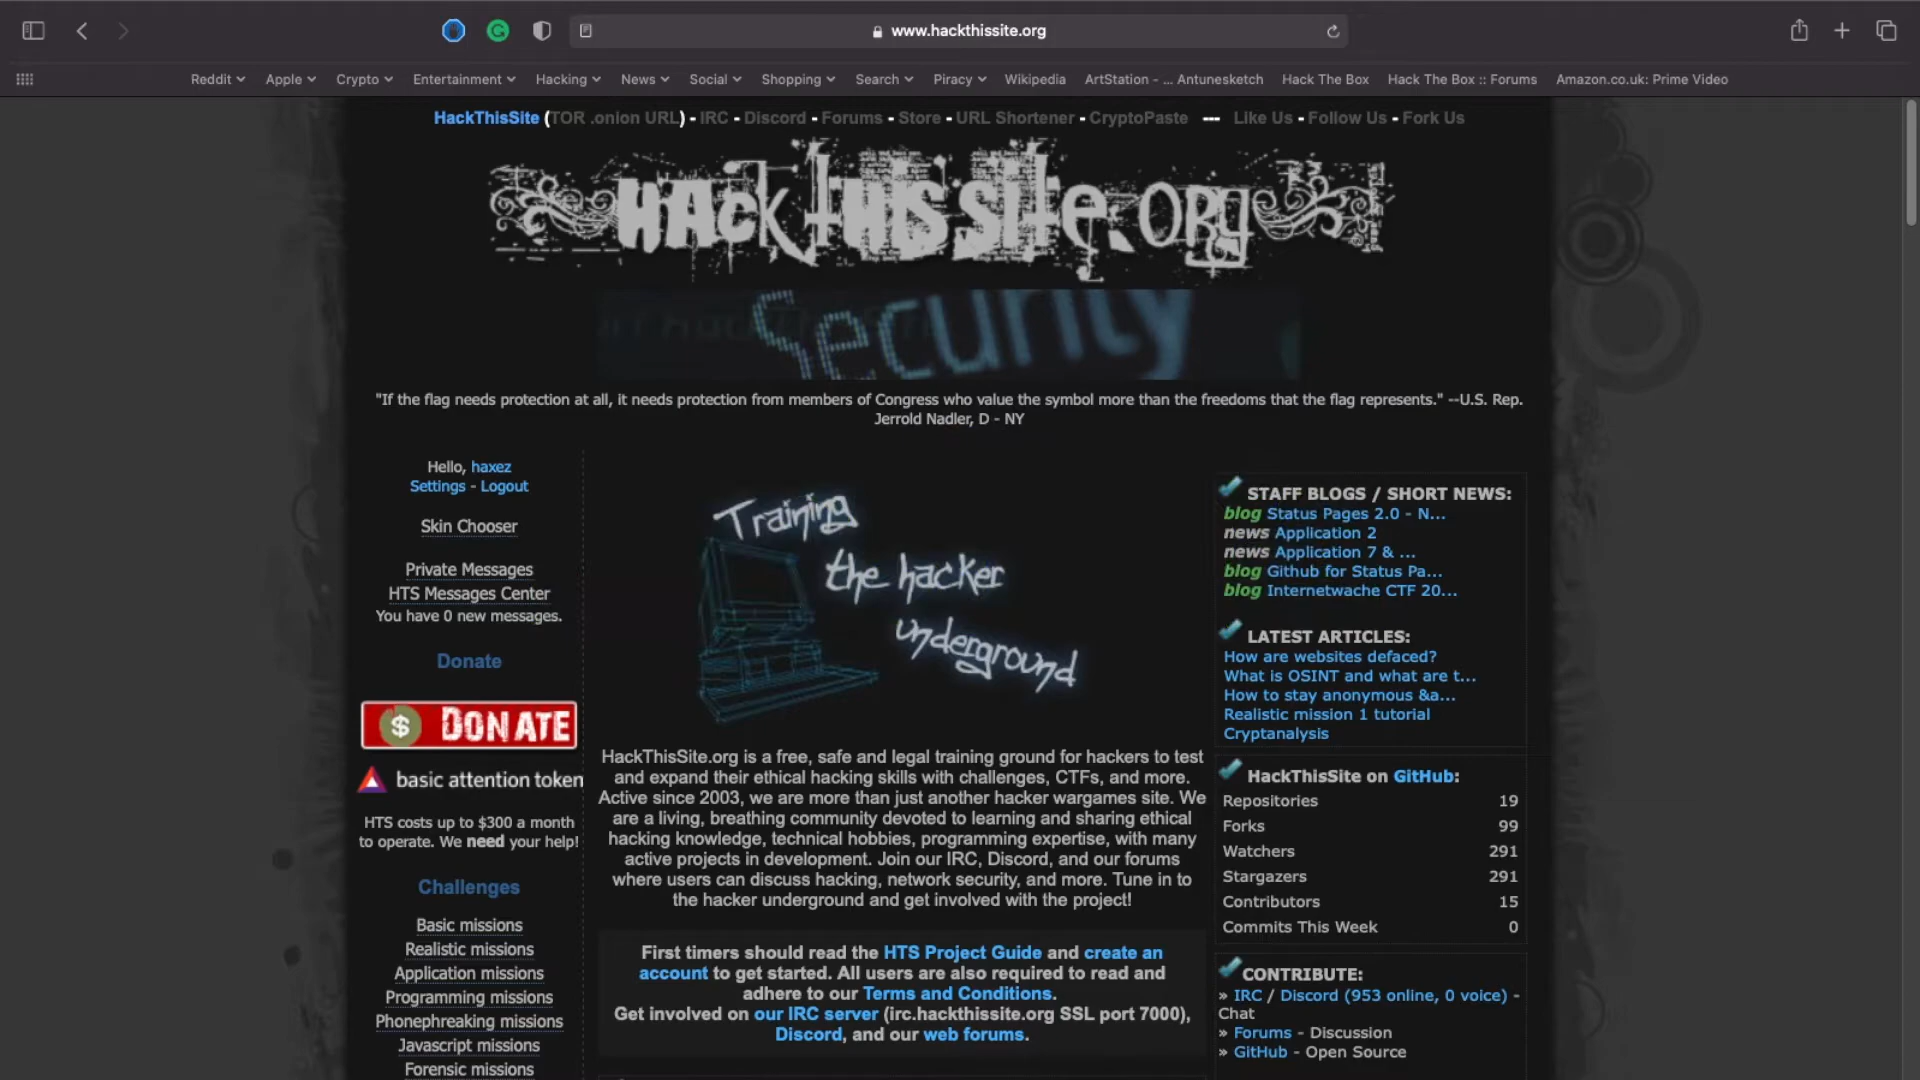 www.hackthissite.org
Reddit Apple Crypto Entertainment Hacking News Social Shopping Search Piracy Wikipedia ArtStation - ... Antunesketch Hack The Box Hack The Box :: Forums Amazon.co.uk: Prime Video
HackThisSite (TOR .onion URL) - IRC - Discord - Forums - Store - URL Shortener - CryptoPaste --- Like Us - Follow Us - Fork Us
HAck tHis Site.ORg
Security
"If the flag needs protection at all, it needs protection from members of Congress who value the symbol more than the freedoms that the flag represents." --U.S. Rep.
Jerrold Nadler, D - NY
Hello, haxez
Settings - Logout
Skin Chooser
Private Messages
HTS Messages Center
You have 0 new messages.
Donate
$ DONATE
basic attention token
HTS costs up to $300 a month
to operate. We need your help!
Challenges
Basic missions
Realistic missions
Application missions
Programming missions
Phonephreaking missions
Javascript missions
Forensic missions
Training
the hacker
underground
HackThisSite.org is a free, safe and legal training ground for hackers to test
and expand their ethical hacking skills with challenges, CTFs, and more.
Active since 2003, we are more than just another hacker wargames site. We
are a living, breathing community devoted to learning and sharing ethical
hacking knowledge, technical hobbies, programming expertise, with many
active projects in development. Join our IRC, Discord, and our forums
where users can discuss hacking, network security, and more. Tune in to
the hacker underground and get involved with the project!
First timers should read the HTS Project Guide and create an
account to get started. All users are also required to read and
adhere to our Terms and Conditions.
Get involved on our IRC server (irc.hackthissite.org SSL port 7000),
Discord, and our web forums.
STAFF BLOGS / SHORT NEWS:
blog Status Pages 2.0 - N...
news Application 2
news Application 7 & ...
blog Github for Status Pa...
blog Internetwache CTF 20...
LATEST ARTICLES:
How are websites defaced?
What is OSINT and what are t...
How to stay anonymous &a...
Realistic mission 1 tutorial
Cryptanalysis
HackThisSite on GitHub:
Repositories 19
Forks 99
Watchers 291
Stargazers 291
Contributors 15
Commits This Week 0
CONTRIBUTE:
» IRC / Discord (953 online, 0 voice) -
Chat
» Forums - Discussion
» GitHub - Open Source